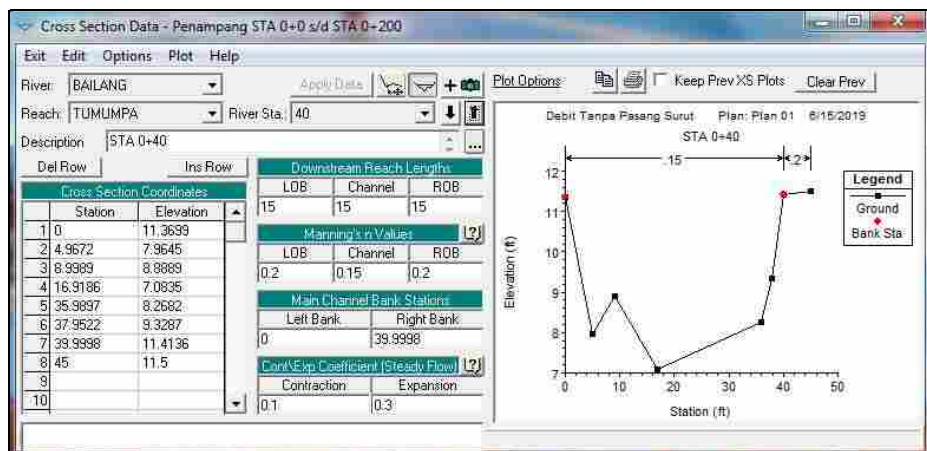 Cross Section Data - Penampang STA 0+0 s/d STA 0+200
Exit Edit Options Plot Help
River: BAILANG
Apply Data
Plot Options
Keep Prev XS Plots
Clear Prev
Reach: TUMUMPA
River Sta.: 40
Description STA 0+40
...
Del Row
Ins Row
Cross Section Coordinates
Station Elevation
1 0 11.3699
2 4.9672 7.9645
3 8.9989 8.8889
4 16.9186 7.0835
5 35.9897 8.2682
6 37.9522 9.3287
7 39.9998 11.4136
8 45 11.5
9
10
Downstream Reach Lengths
LOB Channel ROB
15 15 15
Manning's n Values
LOB Channel ROB
0.2 0.15 0.2
Main Channel Bank Stations
Left Bank Right Bank
0 39.9998
Cont\Exp Coefficient (Steady Flow)
Contraction Expansion
0.1 0.3
Debit Tanpa Pasang Surut Plan: Plan 01 6/15/2019
STA 0+40
.15 .2
12
11
10
9
8
7
Elevation (ft)
0 10 20 30 40 50
Station (ft)
Legend
Ground
Bank Sta